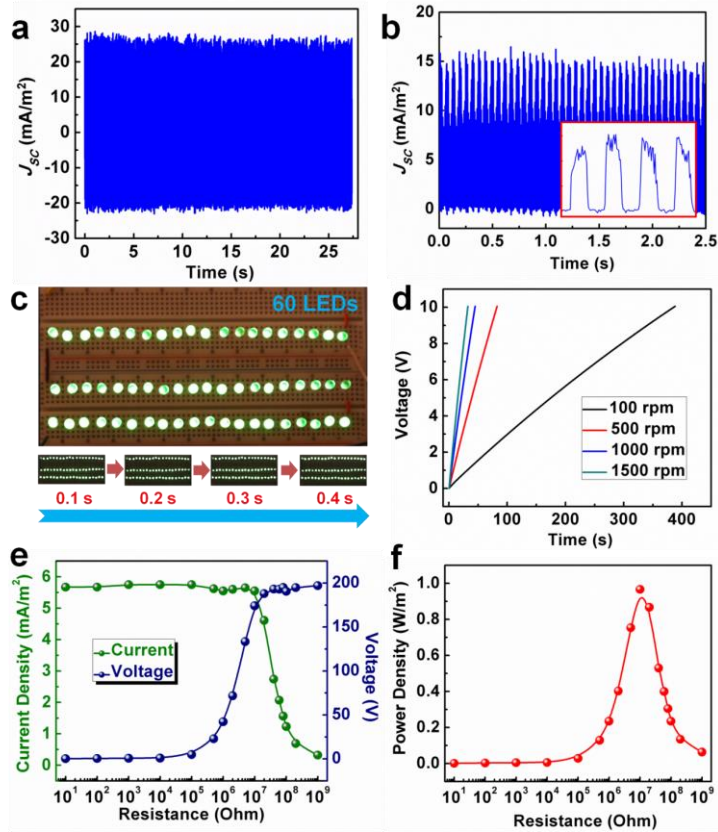 a
30
20
10
0
-10
-20
-30
J_SC (mA/m²)
0 5 10 15 20 25
Time (s)
b
20
15
10
5
0
J_SC (mA/m²)
0.0 0.5 1.0 1.5 2.0 2.5
Time (s)
c
60 LEDs
0.1 s 0.2 s 0.3 s 0.4 s
d
10
8
6
4
2
0
Voltage (V)
100 rpm
500 rpm
1000 rpm
1500 rpm
0 100 200 300 400
Time (s)
e
6
5
4
3
2
1
0
Current Density (mA/m²)
Current
Voltage
200
150
100
50
0
Voltage (V)
10¹ 10² 10³ 10⁴ 10⁵ 10⁶ 10⁷ 10⁸ 10⁹
Resistance (Ohm)
f
1.0
0.8
0.6
0.4
0.2
0.0
Power Density (W/m²)
10¹ 10² 10³ 10⁴ 10⁵ 10⁶ 10⁷ 10⁸ 10⁹
Resistance (Ohm)